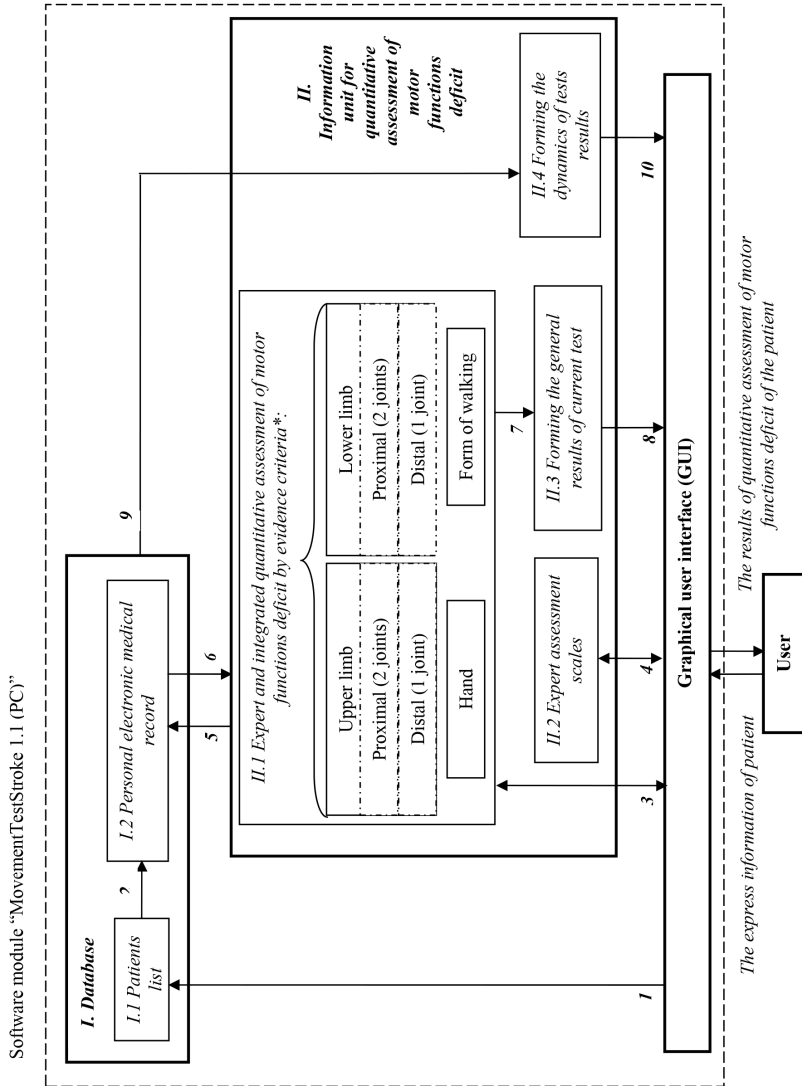 Software module “MovementTestStroke 1.1 (PC)”
I. Database
I.1 Patients
list
2
I.2 Personal electronic medical
record
9
5
6
II.
Information
unit for
quantitative
assessment of
motor
functions
deficit
II.1 Expert and integrated quantitative assessment of motor
functions deficit by evidence criteria*:
Upper limb
Proximal (2 joints)
Distal (1 joint)
Hand
Lower limb
Proximal (2 joints)
Distal (1 joint)
Form of walking
7
II.2 Expert assessment
scales
II.3 Forming the general
results of current test
II.4 Forming the
dynamics of tests
results
1
3
4
8
10
Graphical user interface (GUI)
The express information of patient
The results of quantitative assessment of motor
functions deficit of the patient
User